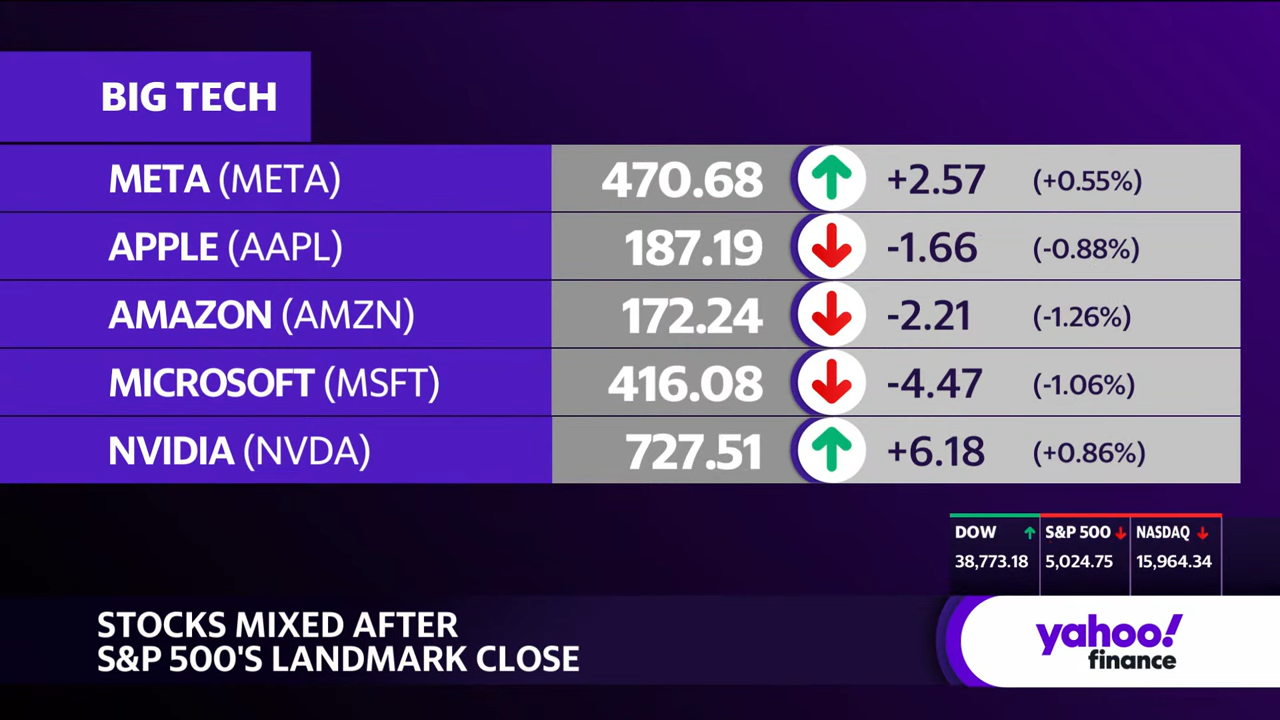 BIG TECH
META (META) 470.68 +2.57 (+0.55%)
APPLE (AAPL) 187.19 -1.66 (-0.88%)
AMAZON (AMZN) 172.24 -2.21 (-1.26%)
MICROSOFT (MSFT) 416.08 -4.47 (-1.06%)
NVIDIA (NVDA) 727.51 +6.18 (+0.86%)
DOW S&P 500 NASDAQ
38,773.18 5,024.75 15,964.34
STOCKS MIXED AFTER
S&P 500'S LANDMARK CLOSE
yahoo!
finance